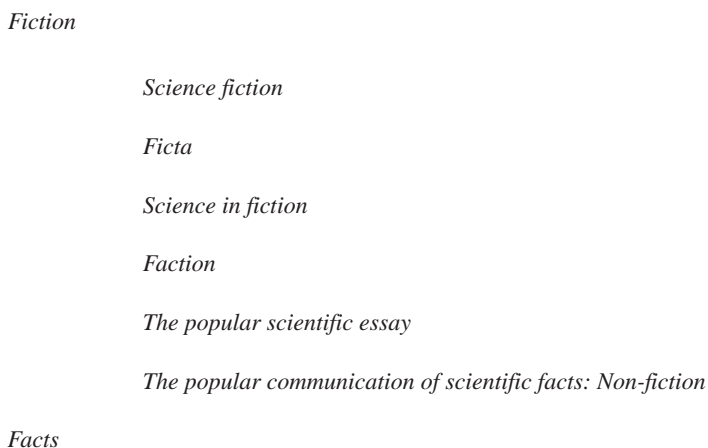 Fiction
Science fiction
Ficta
Science in fiction
Faction
The popular scientific essay
The popular communication of scientific facts: Non-fiction
Facts